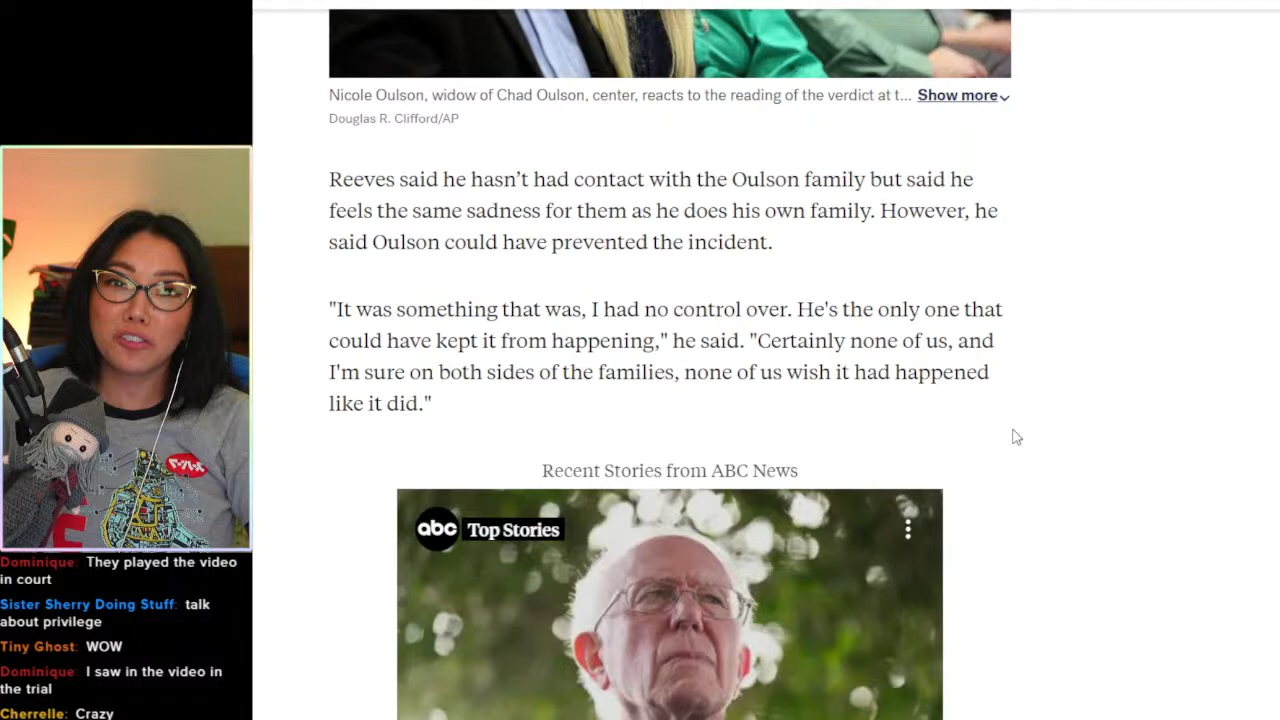 Nicole Oulson, widow of Chad Oulson, center, reacts to the reading of the verdict at t... Show more
Douglas R. Clifford/AP
Reeves said he hasn't had contact with the Oulson family but said he
feels the same sadness for them as he does his own family. However, he
said Oulson could have prevented the incident.
"It was something that was, I had no control over. He's the only one that
could have kept it from happening," he said. "Certainly none of us, and
I'm sure on both sides of the families, none of us wish it had happened
like it did."
Recent Stories from ABC News
abc Top Stories
Dominique: They played the video
in court
Sister Sherry Doing Stuff: talk
about privilege
Tiny Ghost: WOW
Dominique: I saw in the video in
the trial
Cherrelle: Crazy